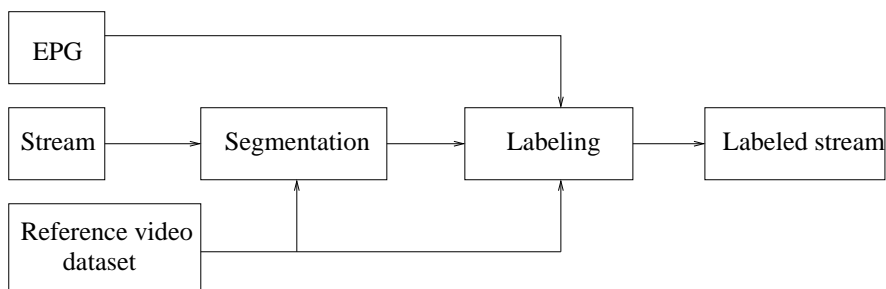 EPG
Stream
Segmentation
Labeling
Labeled stream
Reference video
dataset